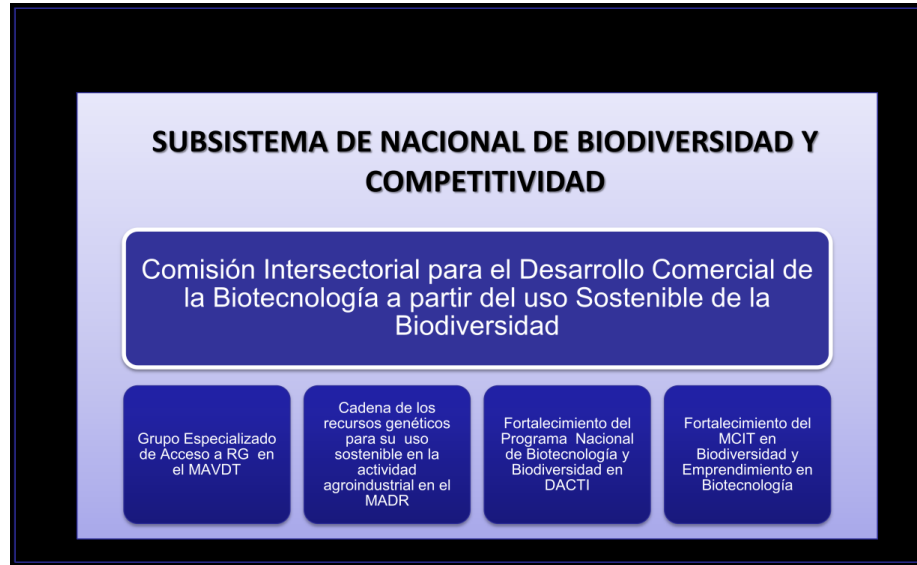 SUBSISTEMA DE NACIONAL DE BIODIVERSIDAD Y
COMPETITIVIDAD
Comisión Intersectorial para el Desarrollo Comercial de
la Biotecnología a partir del uso Sostenible de la
Biodiversidad
Grupo Especializado
de Acceso a RG en
el MAVDT
Cadena de los
recursos genéticos
para su uso
sostenible en la
actividad
agroindustrial en el
MADR
Fortalecimiento del
Programa Nacional
de Biotecnología y
Biodiversidad en
DACTI
Fortalecimiento del
MCIT en
Biodiversidad y
Emprendimiento en
Biotecnología